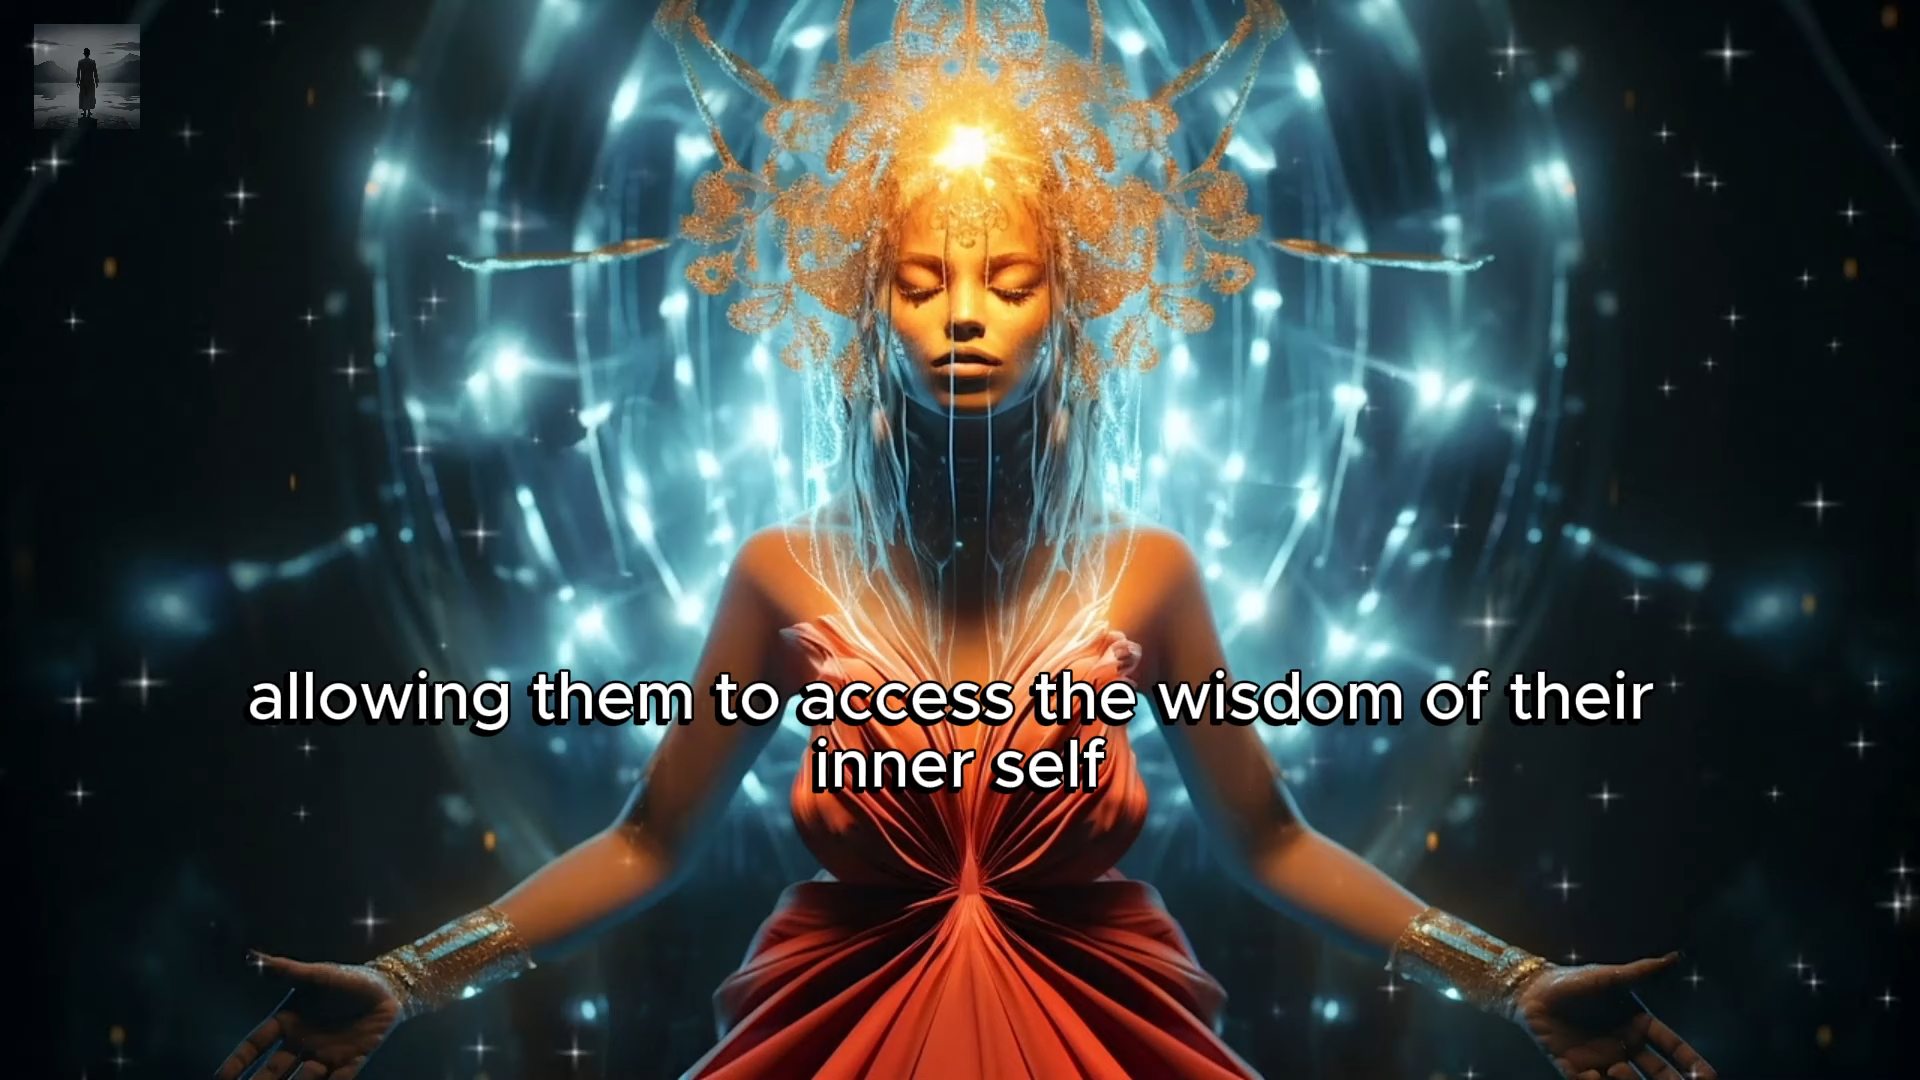 allowing them to access the wisdom of their
inner self